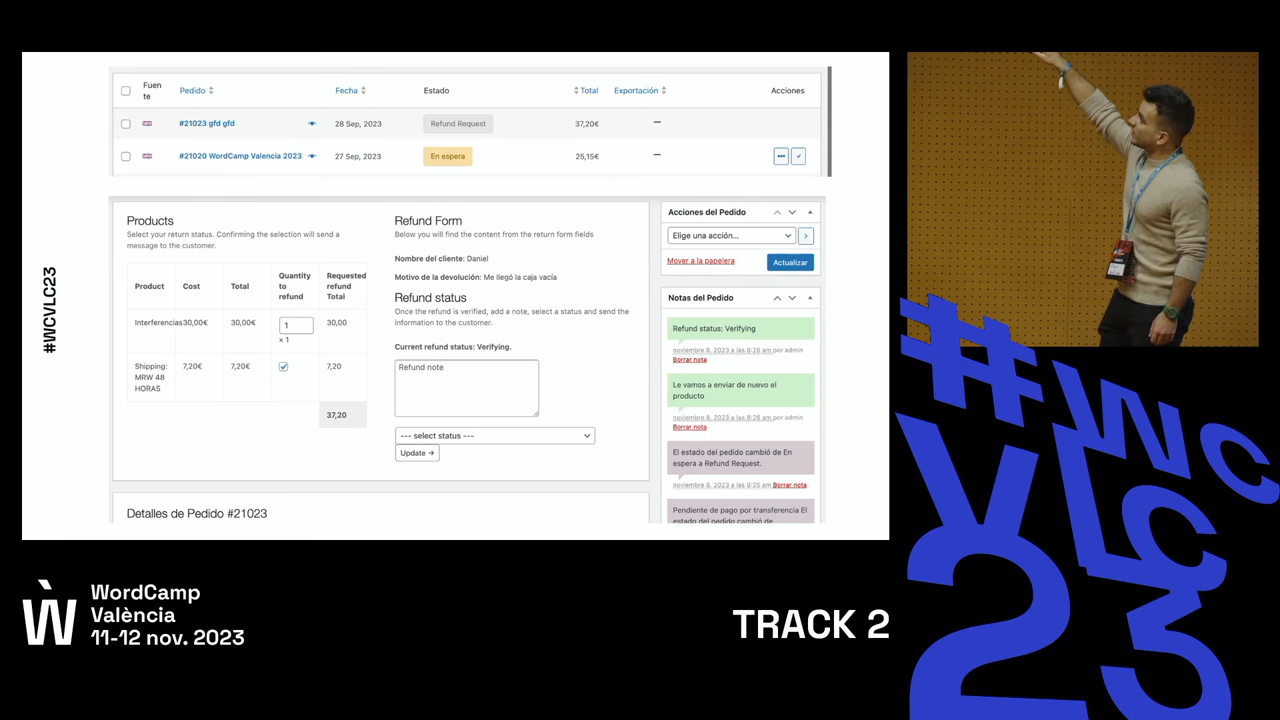 Fuen
te
Pedido
Fecha
Estado
Total
Exportación
Acciones
#21023 gfd gfd
28 Sep, 2023
Refund Request
37,20€
—
#21020 WordCamp Valencia 2023
27 Sep, 2023
En espera
25,15€
—
Products
Select your return status. Confirming the selection will send a
message to the customer.
Product
Cost
Total
Quantity
to
refund
Requested
refund
Total
Interferencias
30,00€
30,00€
1
x 1
30,00
Shipping:
MRW 48
HORAS
7,20€
7,20€
7,20
37,20
Refund Form
Below you will find the content from the return form fields
Nombre del cliente: Daniel
Motivo de la devolución: Me llegó la caja vacía
Refund status
Once the refund is verified, add a note, select a status and send the
information to the customer.
Current refund status: Verifying.
Refund note
--- select status ---
Update →
Detalles de Pedido #21023
Acciones del Pedido
Elige una acción...
Mover a la papelera
Actualizar
Notas del Pedido
Refund status: Verifying
noviembre 8, 2023 a las 8:26 am por admin
Borrar nota
Le vamos a enviar de nuevo el
producto
noviembre 8, 2023 a las 8:26 am por admin
Borrar nota
El estado del pedido cambió de En
espera a Refund Request.
noviembre 8, 2023 a las 8:25 am Borrar nota
Pendiente de pago por transferencia El
estado del pedido cambió de
#WCVLC23
WordCamp
València
11-12 nov. 2023
TRACK 2
#WC
VLC
23